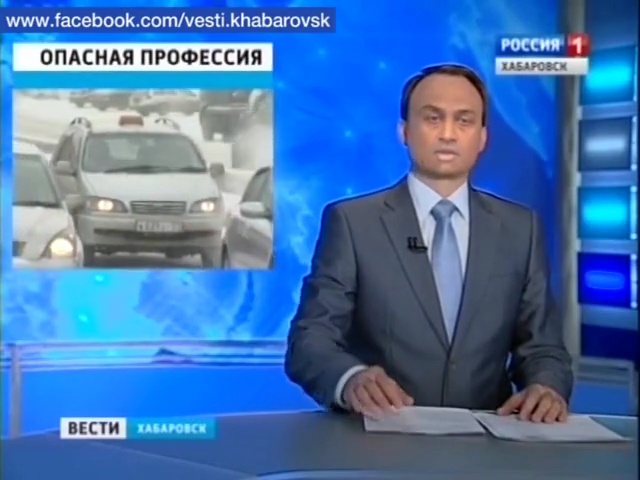 www.facebook.com/vesti.khabarovsk
ОПАСНАЯ ПРОФЕССИЯ
РОССИЯ 1
ХАБАРОВСК
ВЕСТИ ХАБАРОВСК